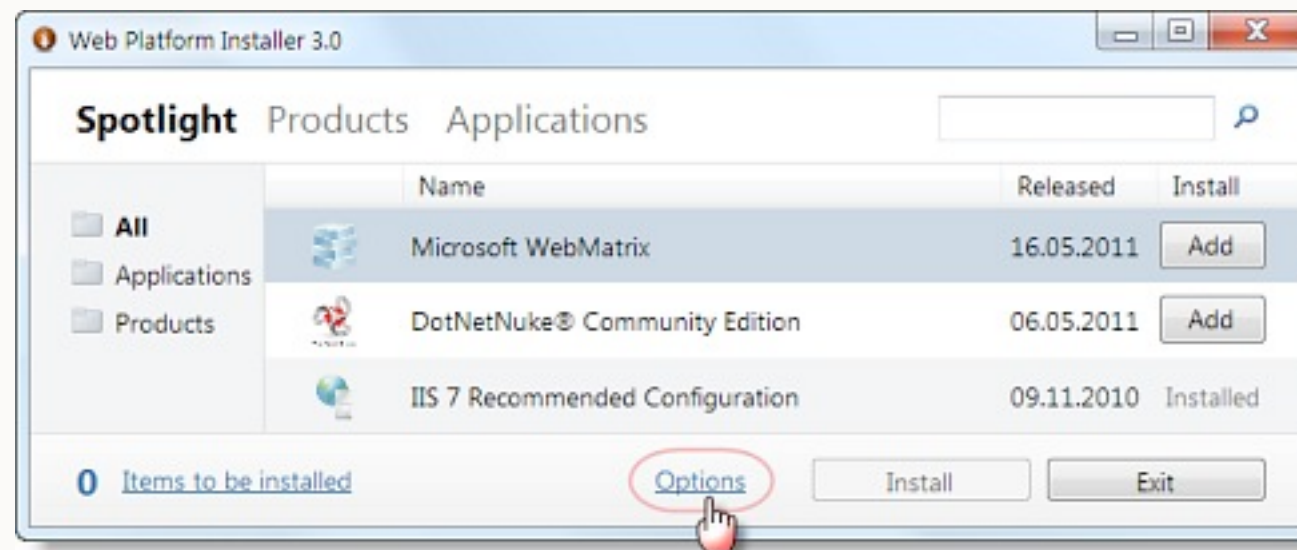 Web Platform Installer 3.0
Spotlight Products Applications
Name Released Install
All
Applications
Products
Microsoft WebMatrix 16.05.2011 Add
DotNetNuke® Community Edition 06.05.2011 Add
IIS 7 Recommended Configuration 09.11.2010 Installed
0 Items to be installed Options Install Exit